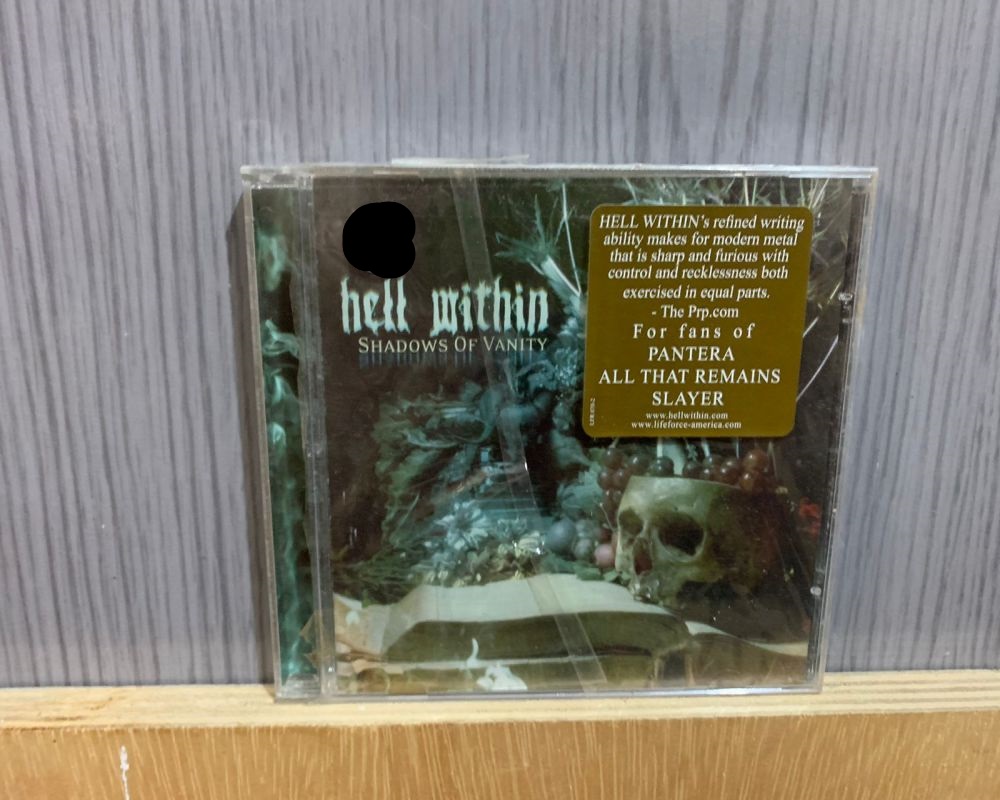 hell within
SHADOWS OF VANITY
HELL WITHIN's refined writing
ability makes for modern metal
that is sharp and furious with
control and recklessness both
exercised in equal parts.
- The Prp.com
For fans of
PANTERA
ALL THAT REMAINS
SLAYER
www.hellwithin.com
www.lifeforce-america.com